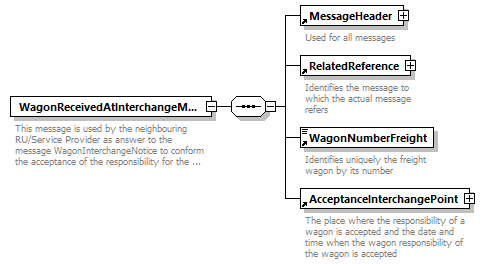 MessageHeader
Used for all messages
RelatedReference
Identifies the message to
which the actual message
refers
WagonReceivedAtInterchangeM...
This message is used by the neighbouring
RU/Service Provider as answer to the
message WagonInterchangeNotice to conform
the acceptance of the responsibility for the ...
WagonNumberFreight
Identifies uniquely the freight
wagon by its number
AcceptanceInterchangePoint
The place where the responsibility of a
wagon is accepted and the date and
time when the wagon responsibility of
the wagon is accepted